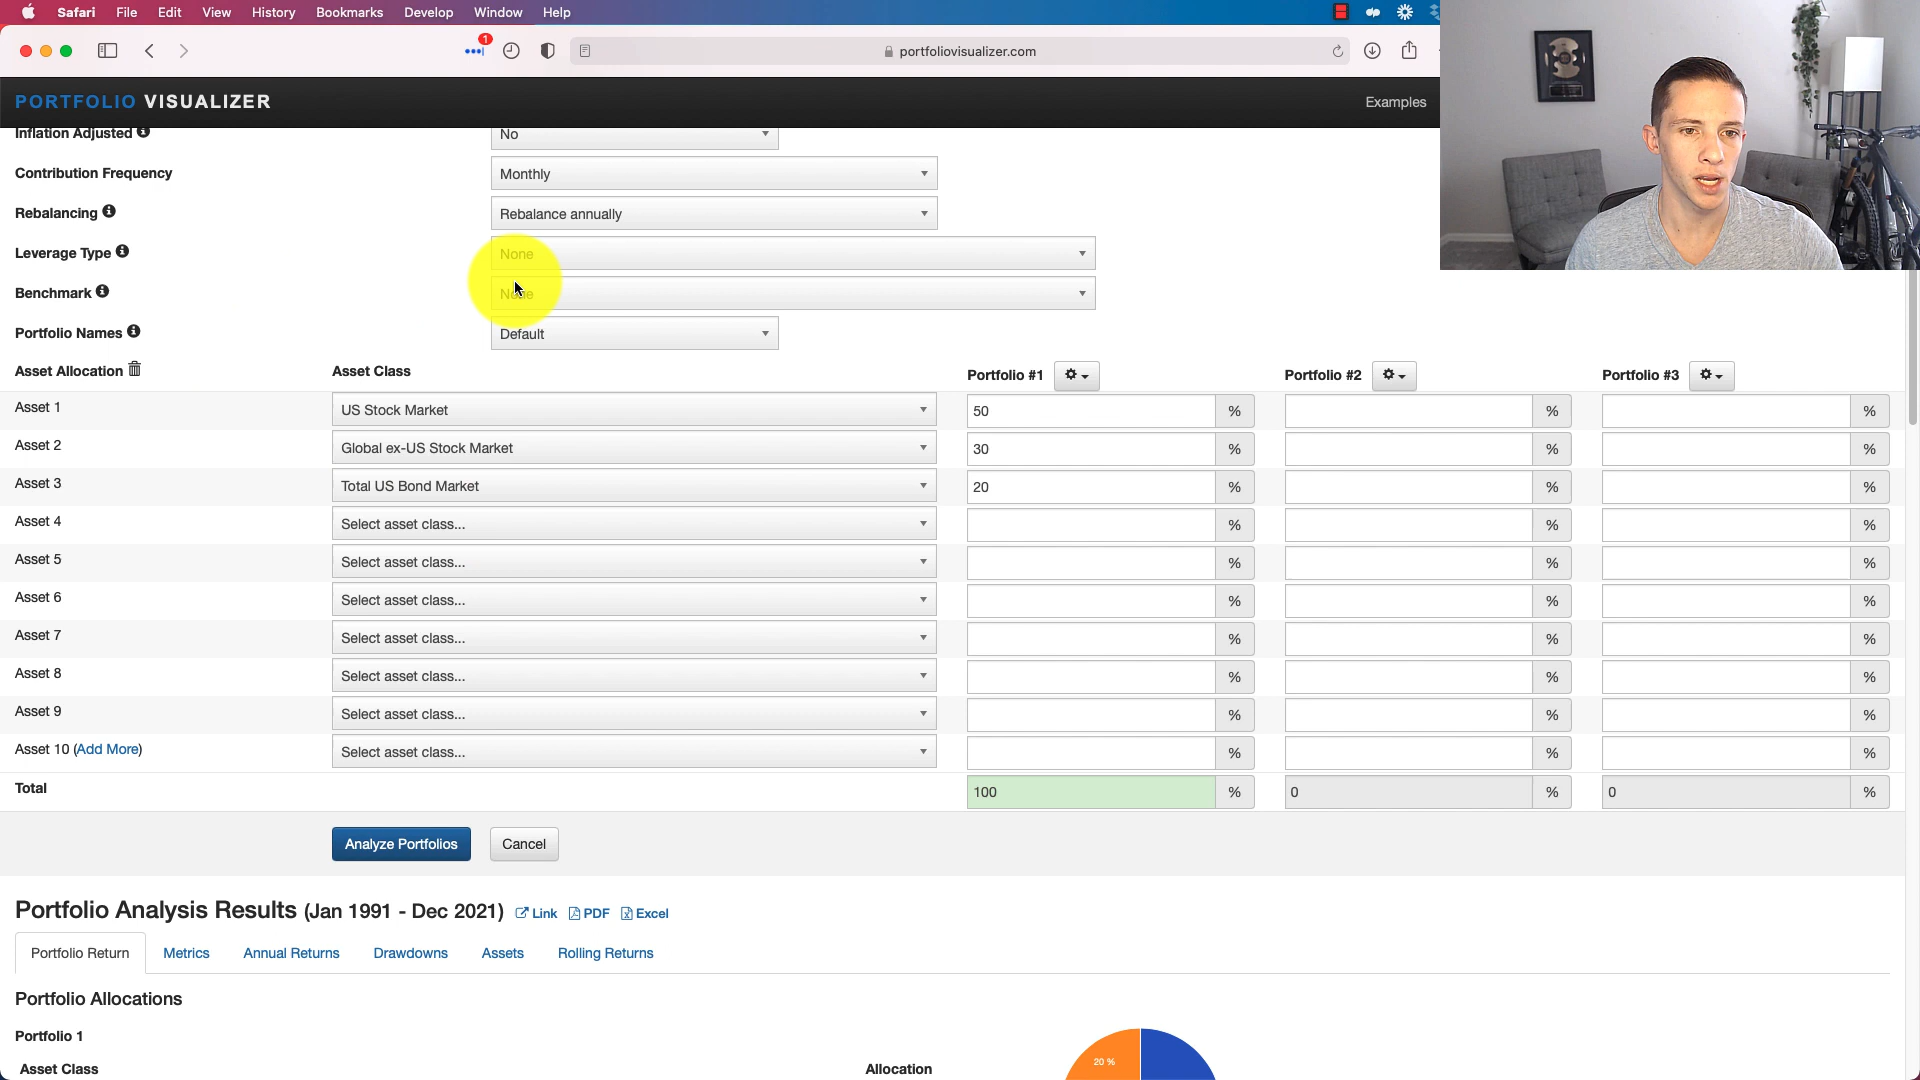 Safari File Edit View History Bookmarks Develop Window Help
1
portfoliovisualizer.com
PORTFOLIO VISUALIZER
Examples
Inflation Adjusted No
Contribution Frequency Monthly
Rebalancing Rebalance annually
Leverage Type None
Benchmark None
Portfolio Names Default
Asset Allocation Asset Class Portfolio #1 Portfolio #2 Portfolio #3
Asset 1 US Stock Market 50 % % %
Asset 2 Global ex-US Stock Market 30 % % %
Asset 3 Total US Bond Market 20 % % %
Asset 4 Select asset class... % % %
Asset 5 Select asset class... % % %
Asset 6 Select asset class... % % %
Asset 7 Select asset class... % % %
Asset 8 Select asset class... % % %
Asset 9 Select asset class... % % %
Asset 10 (Add More) Select asset class... % % %
Total 100 % 0 % 0 %
Analyze Portfolios Cancel
Portfolio Analysis Results (Jan 1991 - Dec 2021) Link PDF Excel
Portfolio Return Metrics Annual Returns Drawdowns Assets Rolling Returns
Portfolio Allocations
Portfolio 1
20 %
Asset Class Allocation